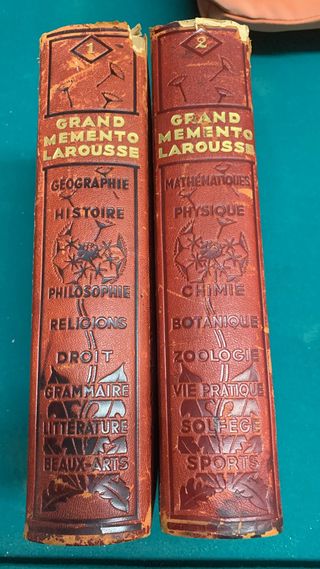 1
GRAND
MEMENTO
LAROUSSE
GÉOGRAPHIE
HISTOIRE
PHILOSOPHIE
RELIGIONS
DROIT
GRAMMAIRE
LITTÉRATURE
BEAUX-ARTS
2
GRAND
MEMENTO
LAROUSSE
MATHÉMATIQUES
PHYSIQUE
CHIMIE
BOTANIQUE
ZOOLOGIE
VIE PRATIQUE
SOLFÈGE
SPORTS